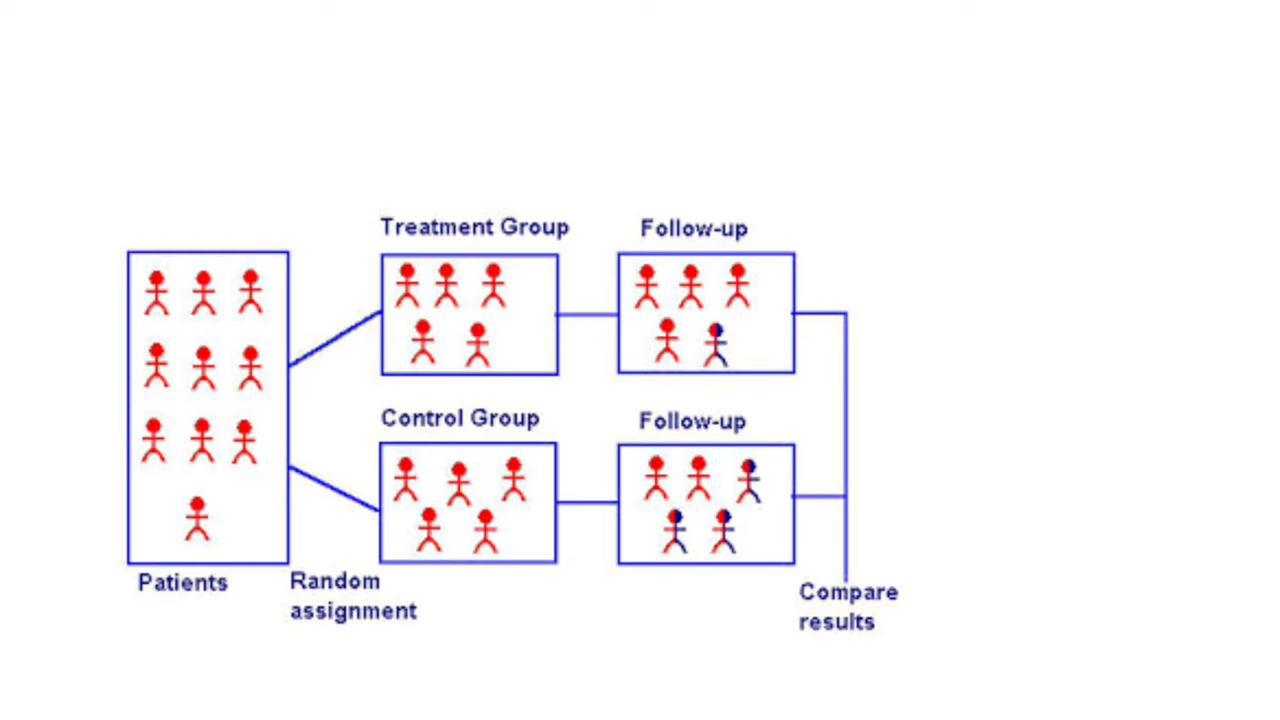 Treatment Group
Follow-up
Control Group
Follow-up
Patients
Random
assignment
Compare
results